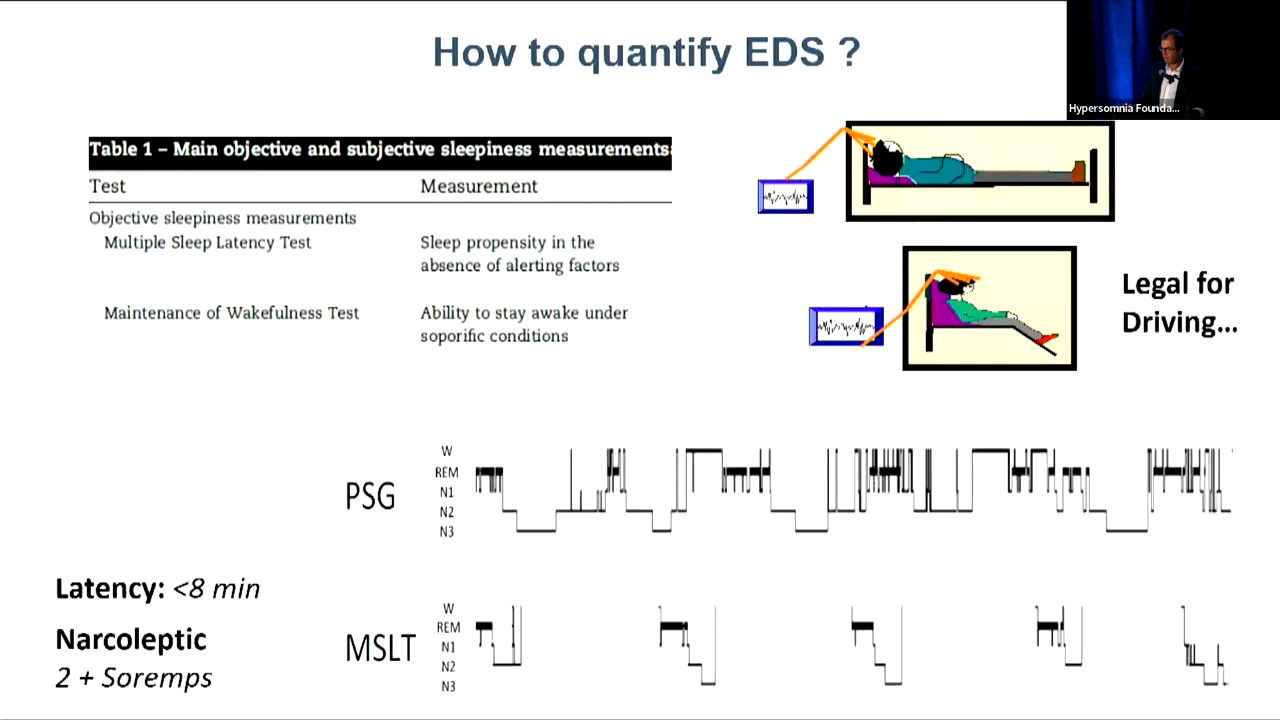 How to quantify EDS ?
Hypersomnia Founda...
Table 1 – Main objective and subjective sleepiness measurements
Test Measurement
Objective sleepiness measurements
Multiple Sleep Latency Test
Sleep propensity in the
absence of alerting factors
Maintenance of Wakefulness Test
Ability to stay awake under
soporific conditions
Legal for
Driving...
PSG
W
REM
N1
N2
N3
Latency: <8 min
Narcoleptic
2 + Soremps
MSLT
W
REM
N1
N2
N3